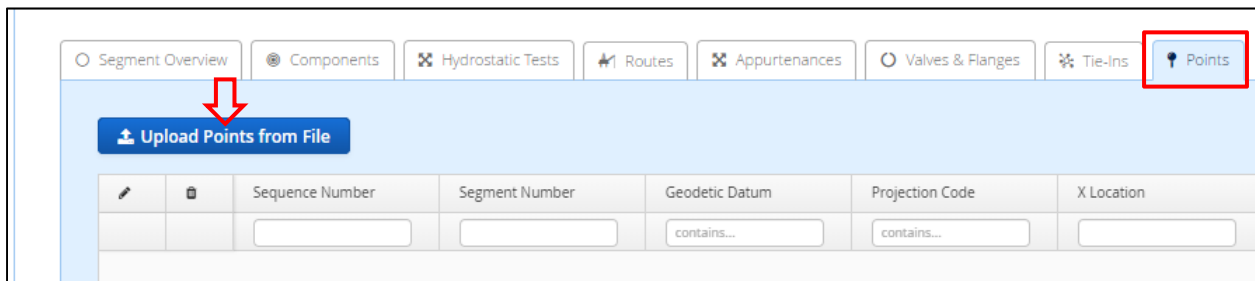 Segment Overview Components Hydrostatic Tests Routes Appurtenances Valves & Flanges Tie-Ins Points
Upload Points from File
Sequence Number Segment Number Geodetic Datum Projection Code X Location
contains... contains...